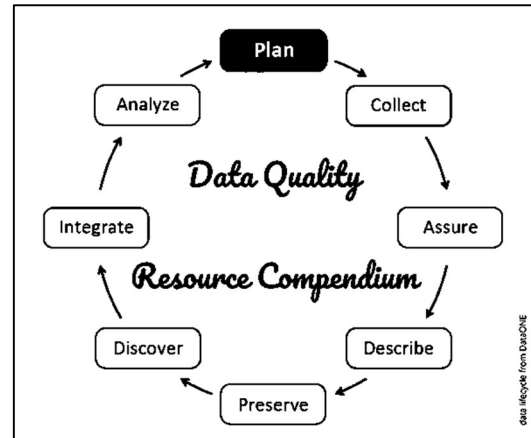 Plan
Analyze
Collect
Data Quality
Integrate
Assure
Resource Compendium
Discover
Describe
Preserve
data lifecycle from DataONE